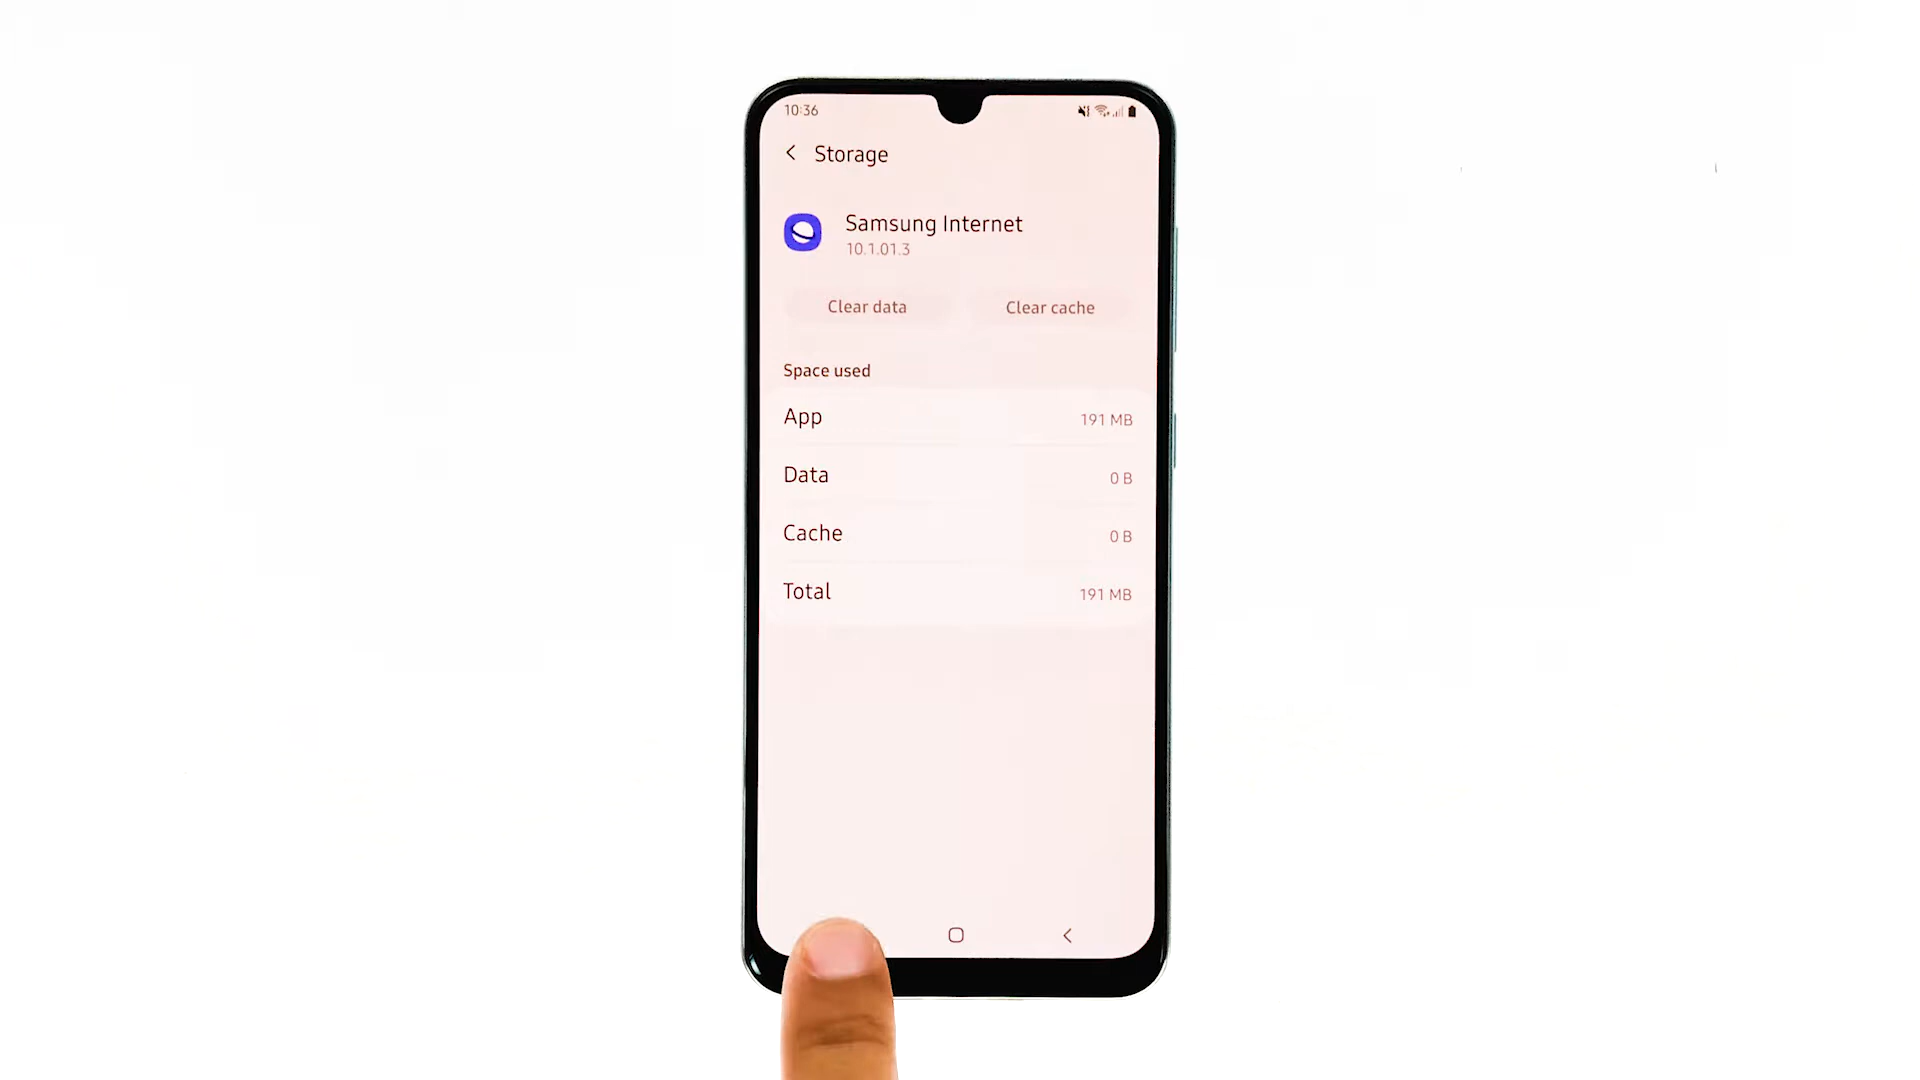 10:36
Storage
Samsung Internet
10.1.01.3
Clear data Clear cache
Space used
App 191 MB
Data 0 B
Cache 0 B
Total 191 MB